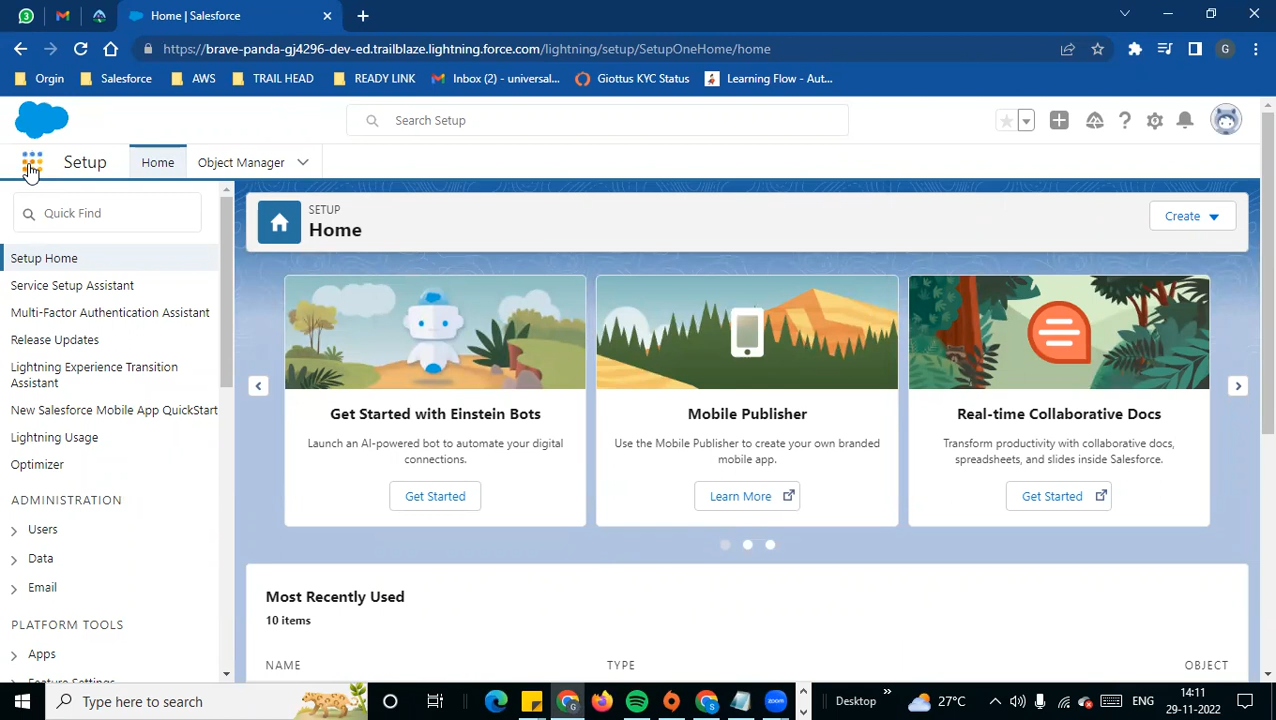 Home | Salesforce
https://brave-panda-gj4296-dev-ed.trailblaze.lightning.force.com/lightning/setup/SetupOneHome/home
G
Orgin
Salesforce
AWS
TRAIL HEAD
READY LINK
Inbox (2) - universal...
Giottus KYC Status
Learning Flow - Aut...
Search Setup
Setup
Home
Object Manager
Quick Find
SETUP
Home
Create
Setup Home
Service Setup Assistant
Multi-Factor Authentication Assistant
Release Updates
Lightning Experience Transition
Assistant
New Salesforce Mobile App QuickStart
Lightning Usage
Optimizer
ADMINISTRATION
Users
Data
Email
PLATFORM TOOLS
Apps
Feature Settings
Get Started with Einstein Bots
Launch an AI-powered bot to automate your digital
connections.
Get Started
Mobile Publisher
Use the Mobile Publisher to create your own branded
mobile app.
Learn More
Real-time Collaborative Docs
Transform productivity with collaborative docs,
spreadsheets, and slides inside Salesforce.
Get Started
Most Recently Used
10 items
NAME
TYPE
OBJECT
Type here to search
zoom
Desktop
27°C
ENG
14:11
29-11-2022